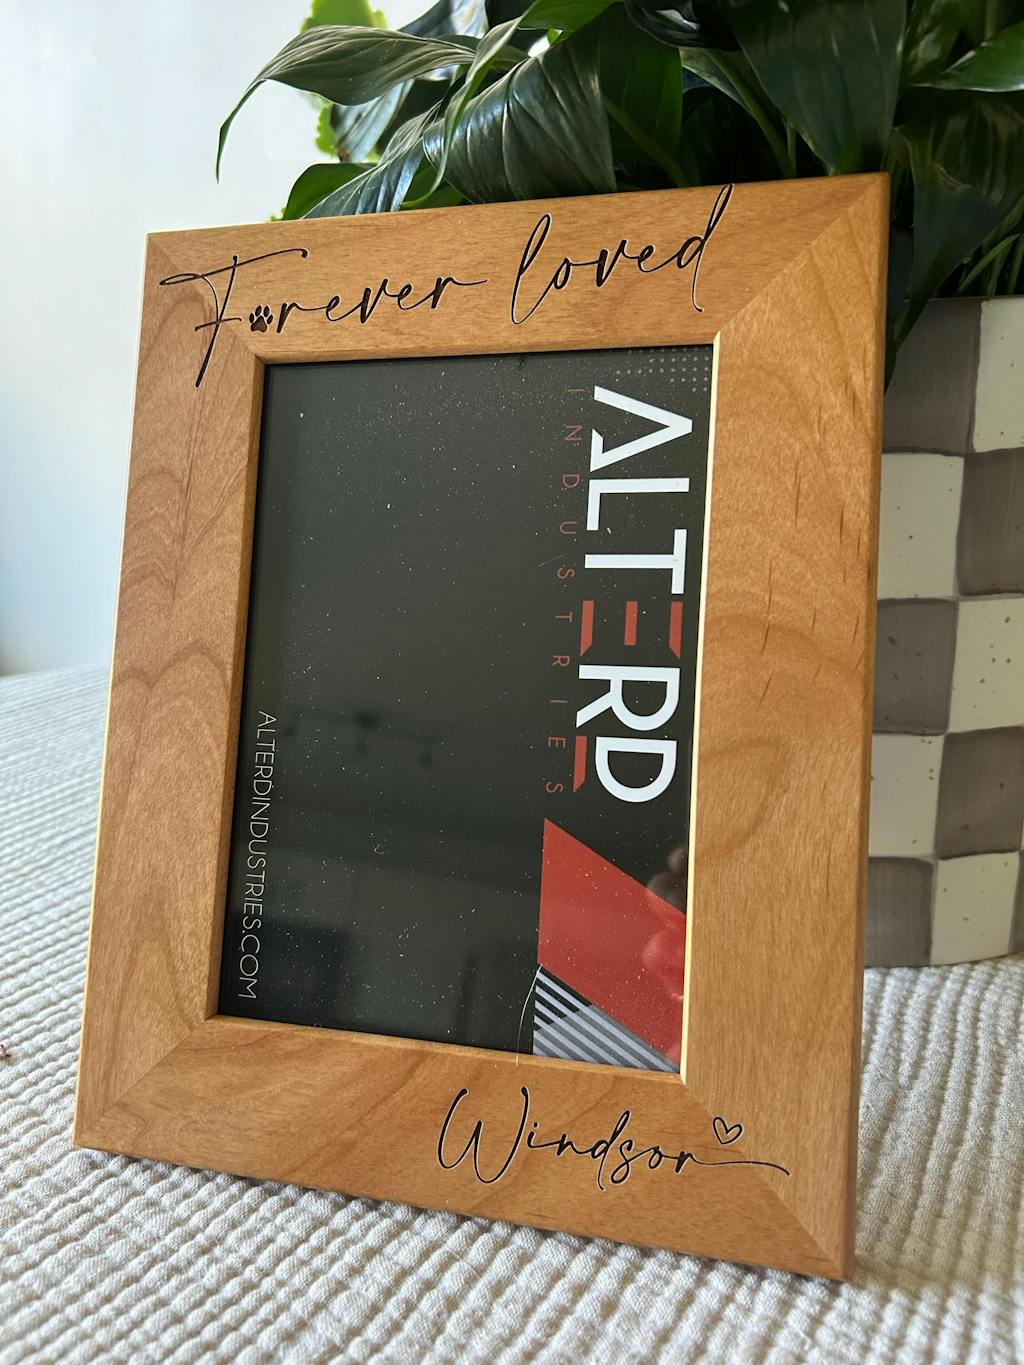 Forever loved
ALTERD
INDUSTRIES
ALTERDINDUSTRIES.COM
Windsor